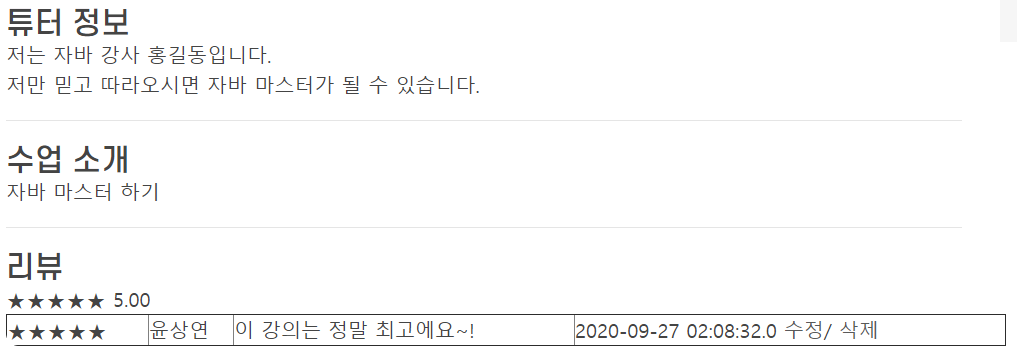 튜터 정보
저는 자바 강사 홍길동입니다.
저만 믿고 따라오시면 자바 마스터가 될 수 있습니다.
수업 소개
자바 마스터 하기
리뷰
★★★★★ 5.00
★★★★★ 윤상연 이 강의는 정말 최고에요~! 2020-09-27 02:08:32.0 수정/ 삭제